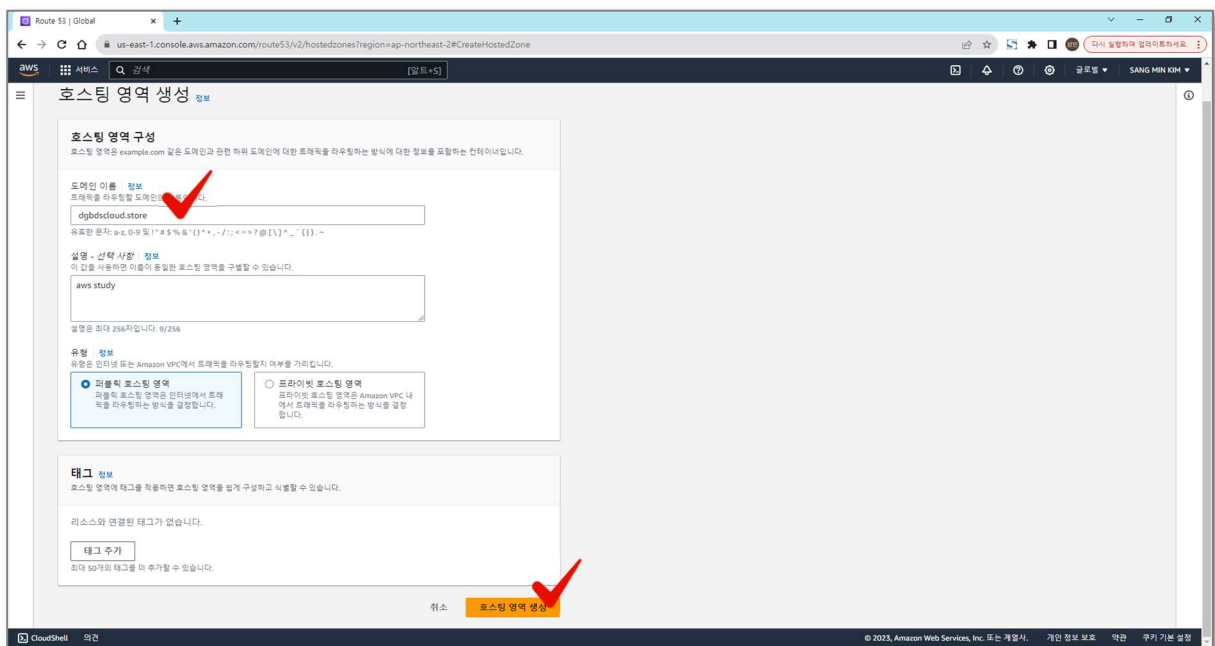 Route 53 | Global
us-east-1.console.aws.amazon.com/route53/v2/hostedzones?region=ap-northeast-2#CreateHostedZone
상민
다시 실행하여 업데이트하세요.
aws
서비스
검색
[알트+S]
글로벌
SANG MIN KIM
호스팅 영역 생성 정보
호스팅 영역 구성
호스팅 영역은 example.com 같은 도메인과 관련 하위 도메인에 대한 트래픽을 라우팅하는 방식에 대한 정보를 포함하는 컨테이너입니다.
도메인 이름 정보
트래픽을 라우팅할 도메인의
dgbdscloud.store
유효한 문자: a-z, 0-9 및 ! " # $ % & ' ( ) * + , - / : ; < = > ? @ [ \ ] ^ _ ` { | } . ~
설명 - 선택 사항 정보
이 값을 사용하면 이름이 동일한 호스팅 영역을 구별할 수 있습니다.
aws study
설명은 최대 256자입니다. 9/256
유형 정보
유형은 인터넷 또는 Amazon VPC에서 트래픽을 라우팅할지 여부를 가리킵니다.
퍼블릭 호스팅 영역
퍼블릭 호스팅 영역은 인터넷에서 트래
픽을 라우팅하는 방식을 결정합니다.
프라이빗 호스팅 영역
프라이빗 호스팅 영역은 Amazon VPC 내
에서 트래픽을 라우팅하는 방식을 결정
합니다.
태그 정보
호스팅 영역에 태그를 적용하면 호스팅 영역을 쉽게 구성하고 식별할 수 있습니다.
리소스와 연결된 태그가 없습니다.
태그 추가
최대 50개의 태그를 더 추가할 수 있습니다.
취소
호스팅 영역 생성
CloudShell
의견
© 2023, Amazon Web Services, Inc. 또는 계열사.
개인 정보 보호
약관
쿠키 기본 설정